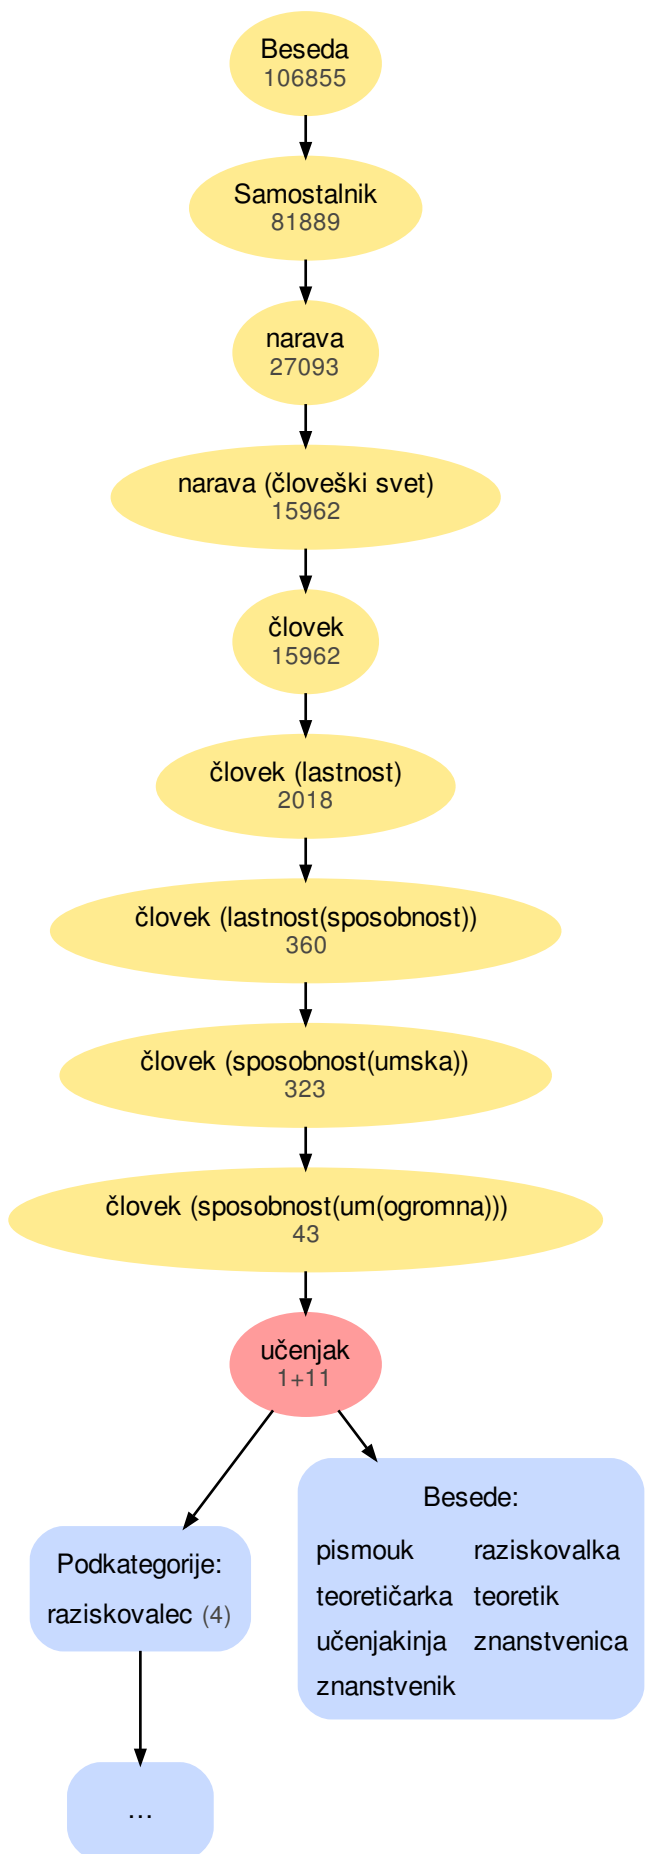 Beseda
106855
Samostalnik
81889
narava
27093
narava (človeški svet)
15962
človek
15962
človek (lastnost)
2018
človek (lastnost(sposobnost))
360
človek (sposobnost(umska))
323
človek (sposobnost(um(ogromna)))
43
učenjak
1+11
Podkategorije:
raziskovalec (4)
...
Besede:
pismouk raziskovalka
teoretičarka teoretik
učenjakinja znanstvenica
znanstvenik